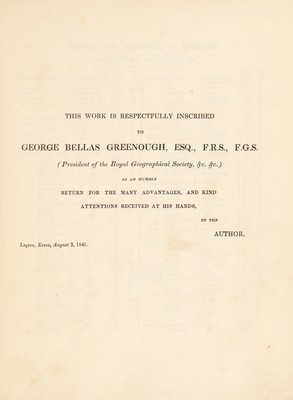 THIS WORK IS RESPECTFULLY INSCRIBED
TO
GEORGE BELLAS GREENOUGH, ESQ., F.R.S., F.G.S.
(President of the Royal Geographical Society, &c. &c.)
AS AN HUMBLE
RETURN FOR THE MANY ADVANTAGES, AND KIND
ATTENTIONS RECEIVED AT HIS HANDS,
BY THE
AUTHOR.
Leyton, Essex, August 2, 1841.